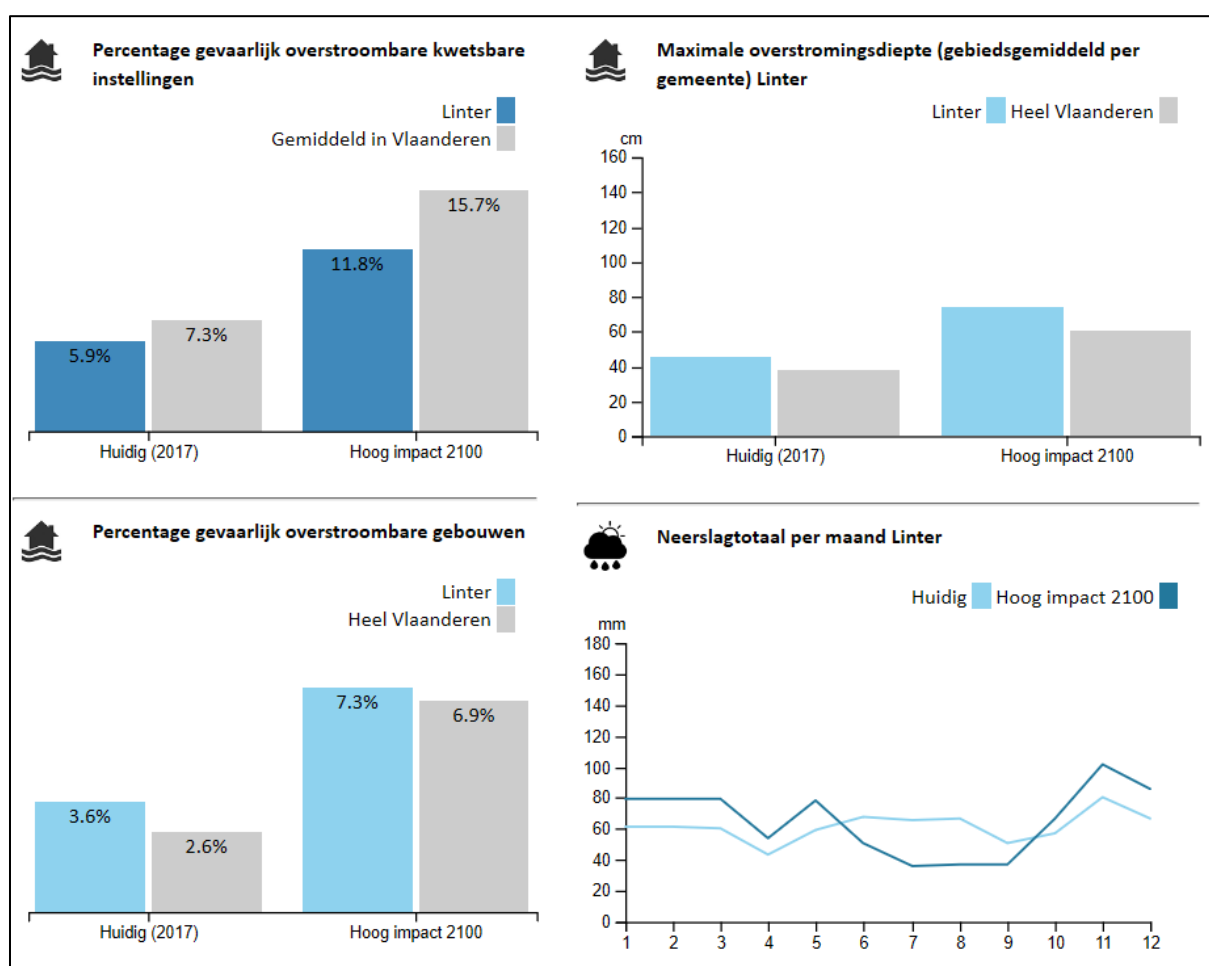 Percentage gevaarlijk overstroombare kwetsbare
instellingen
Linter
Gemiddeld in Vlaanderen
5.9%
7.3%
11.8%
15.7%
Huidig (2017)
Hoog impact 2100
Maximale overstromingsdiepte (gebiedsgemiddeld per
gemeente) Linter
Linter Heel Vlaanderen
cm
160
140
120
100
80
60
40
20
0
Huidig (2017)
Hoog impact 2100
Percentage gevaarlijk overstroombare gebouwen
Linter
Heel Vlaanderen
3.6%
2.6%
7.3%
6.9%
Huidig (2017)
Hoog impact 2100
Neerslagtotaal per maand Linter
Huidig Hoog impact 2100
mm
180
160
140
120
100
80
60
40
20
0
1 2 3 4 5 6 7 8 9 10 11 12